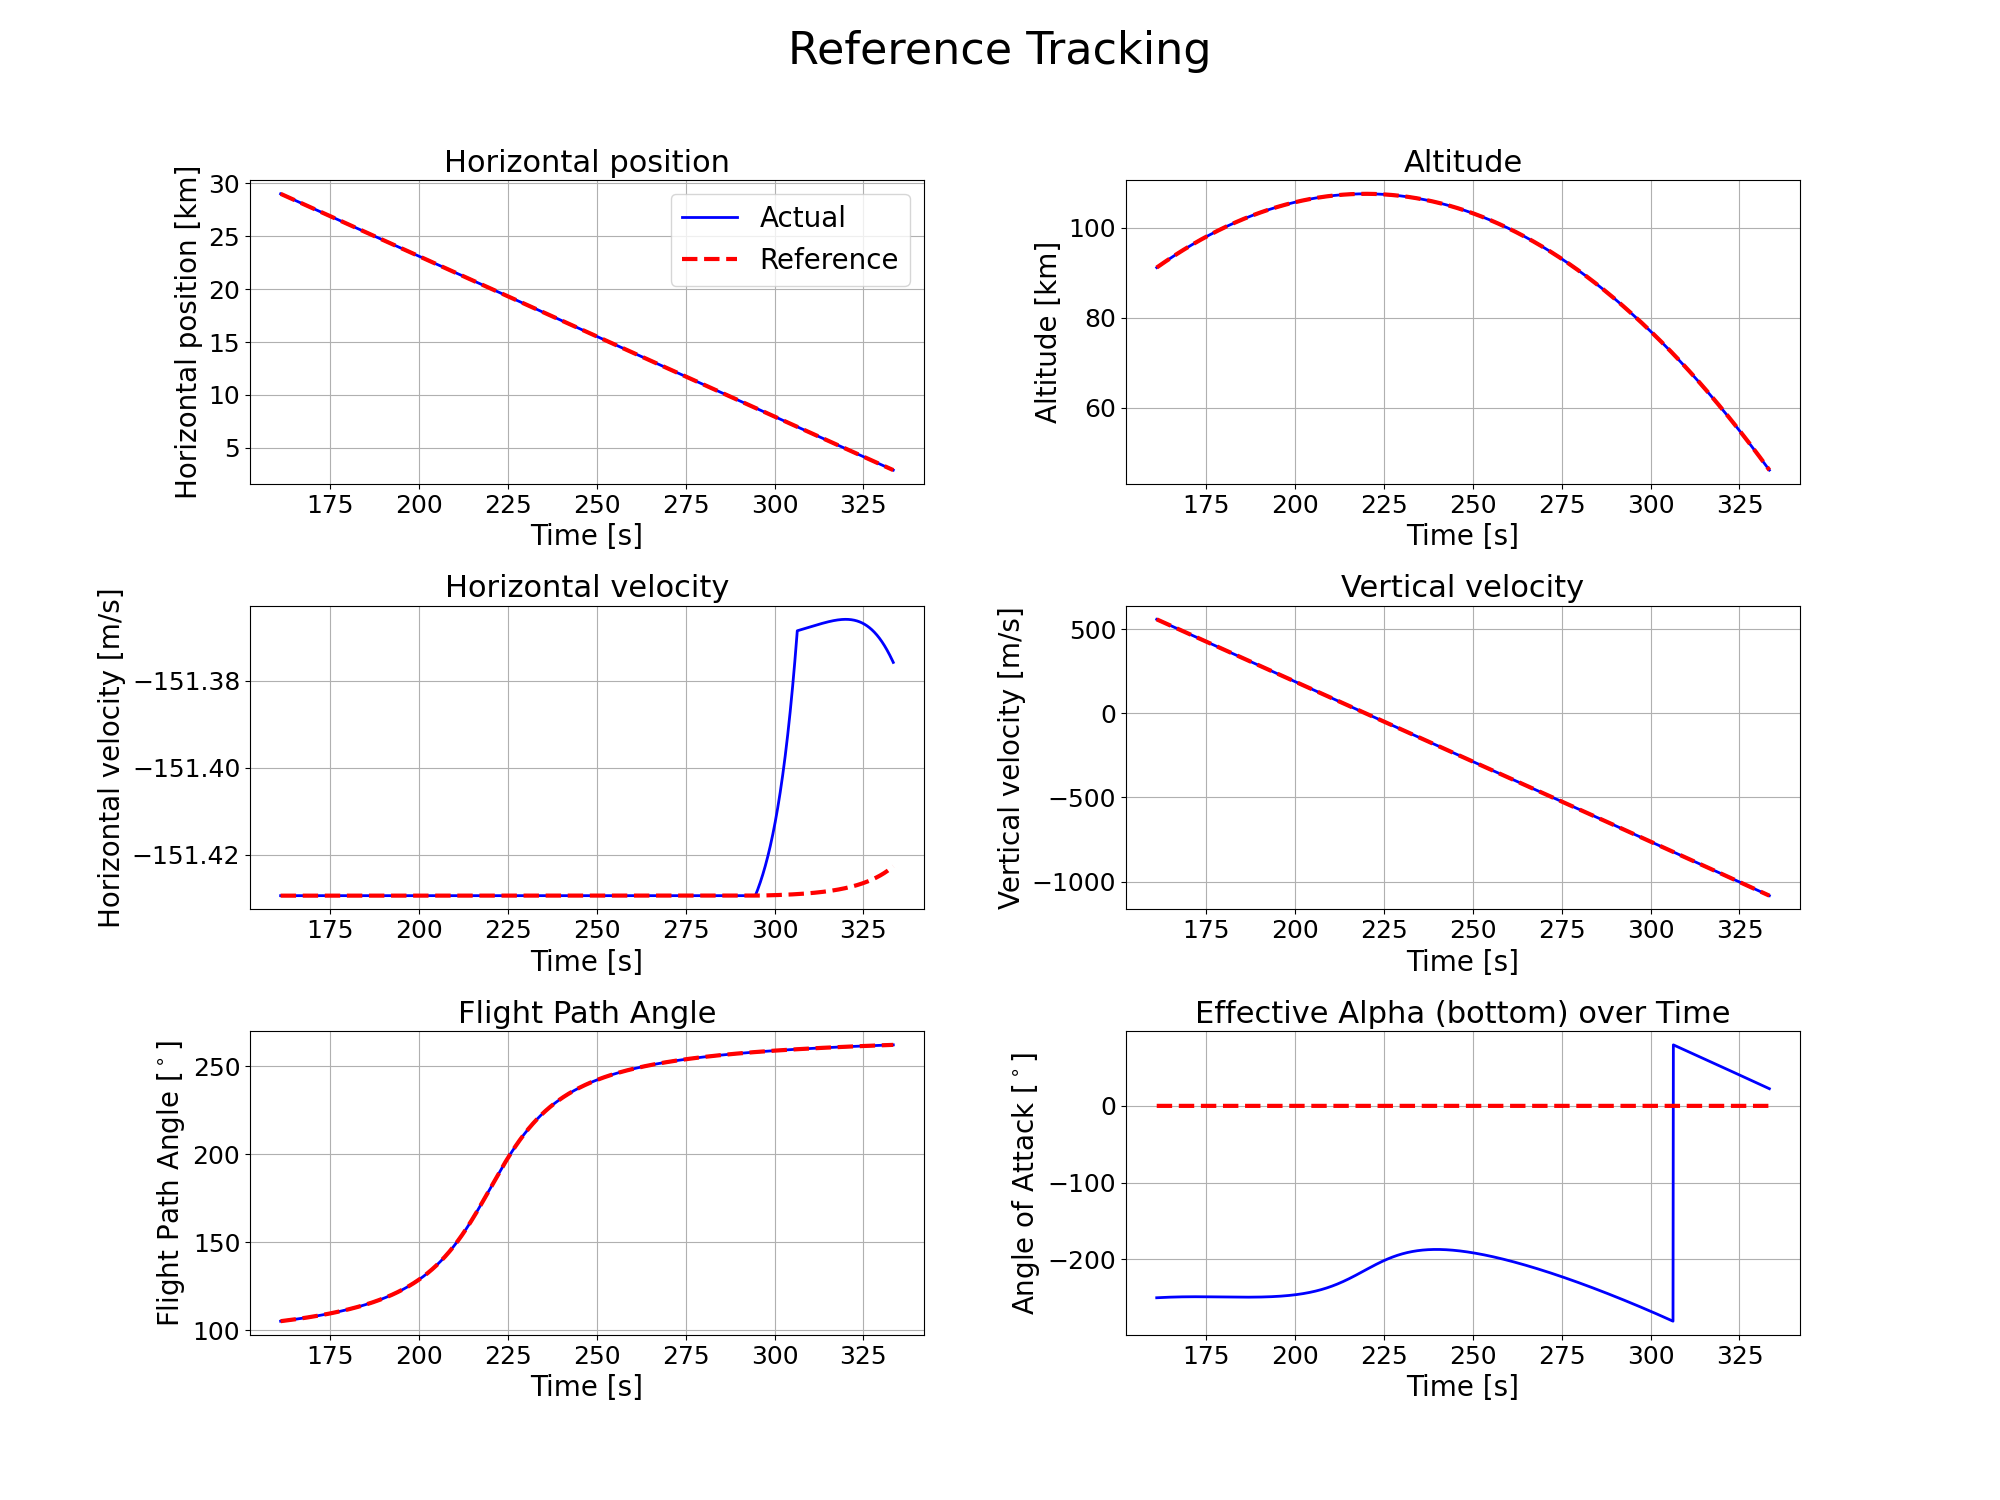 Reference Tracking
Horizontal position
Horizontal position [km]
30
25
20
15
10
5
Actual
Reference
175 200 225 250 275 300 325
Time [s]
Altitude
Altitude [km]
100
80
60
175 200 225 250 275 300 325
Time [s]
Horizontal velocity
Horizontal velocity [m/s]
−151.38
−151.40
−151.42
175 200 225 250 275 300 325
Time [s]
Vertical velocity
Vertical velocity [m/s]
500
0
−500
−1000
175 200 225 250 275 300 325
Time [s]
Flight Path Angle
Flight Path Angle [°]
250
200
150
100
175 200 225 250 275 300 325
Time [s]
Effective Alpha (bottom) over Time
Angle of Attack [°]
0
−100
−200
175 200 225 250 275 300 325
Time [s]